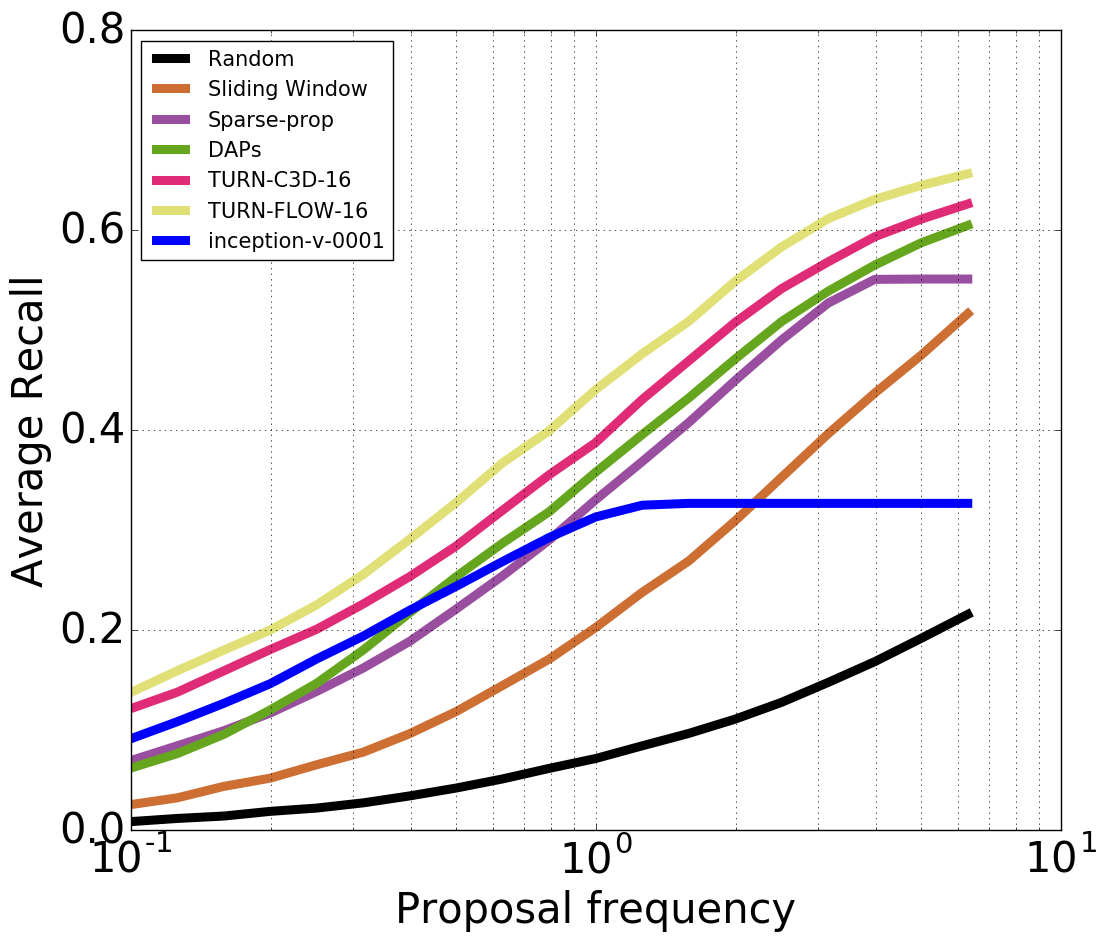 0.8
0.6
0.4
0.2
0.0
Average Recall
Random
Sliding Window
Sparse-prop
DAPs
TURN-C3D-16
TURN-FLOW-16
inception-v-0001
10^-1 10^0 10^1
Proposal frequency